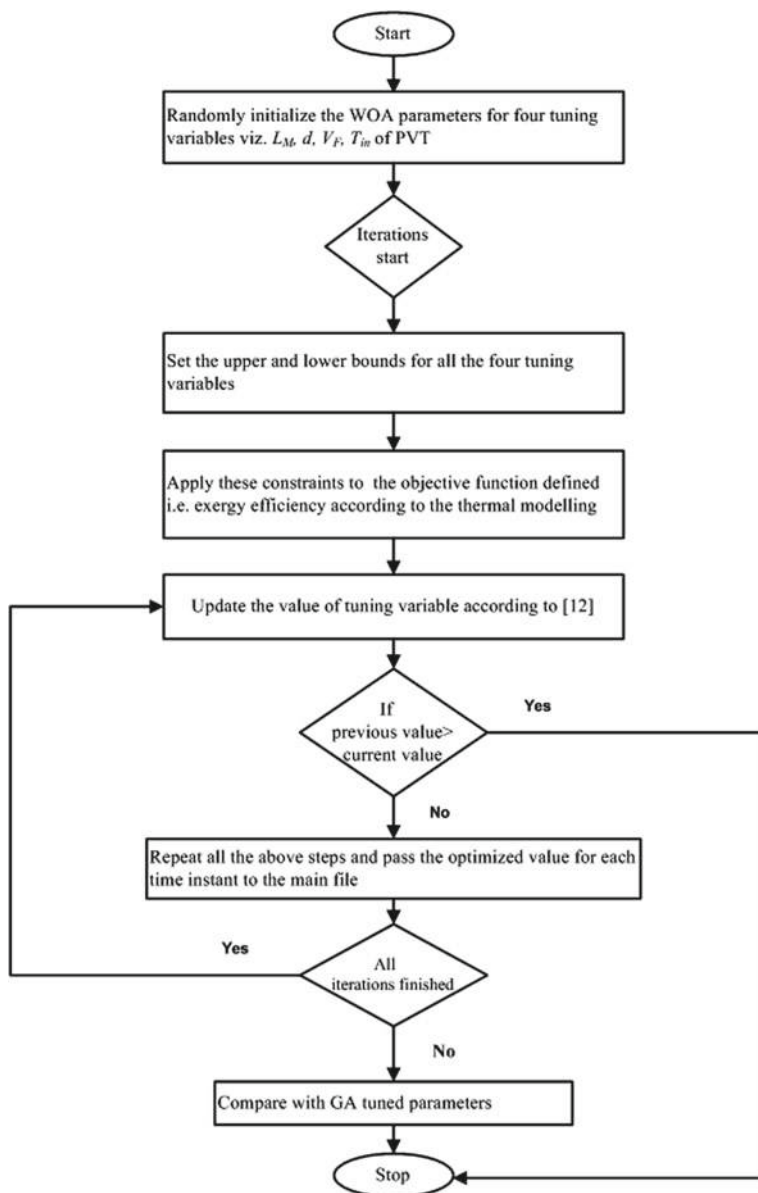 Start
Randomly initialize the WOA parameters for four tuning
variables viz. L_M, d, V_F, T_in of PVT
Iterations
start
Set the upper and lower bounds for all the four tuning
variables
Apply these constraints to the objective function defined
i.e. exergy efficiency according to the thermal modelling
Update the value of tuning variable according to [12]
If
previous value>
current value
Yes
No
Repeat all the above steps and pass the optimized value for each
time instant to the main file
Yes
All
iterations finished
No
Compare with GA tuned parameters
Stop